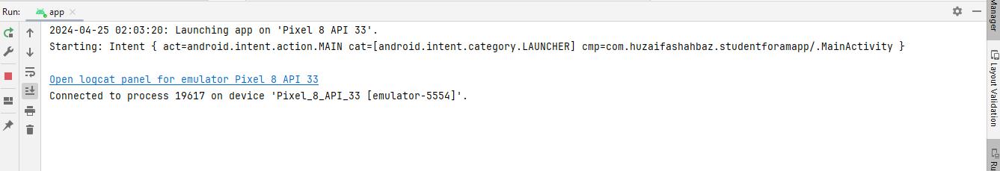 Run: app
2024-04-25 02:03:20: Launching app on 'Pixel 8 API 33'.
Starting: Intent { act=android.intent.action.MAIN cat=[android.intent.category.LAUNCHER] cmp=com.huzaifashahbaz.studentforamapp/.MainActivity }
Open logcat panel for emulator Pixel 8 API 33
Connected to process 19617 on device 'Pixel_8_API_33 [emulator-5554]'.
Manager
Layout Validation